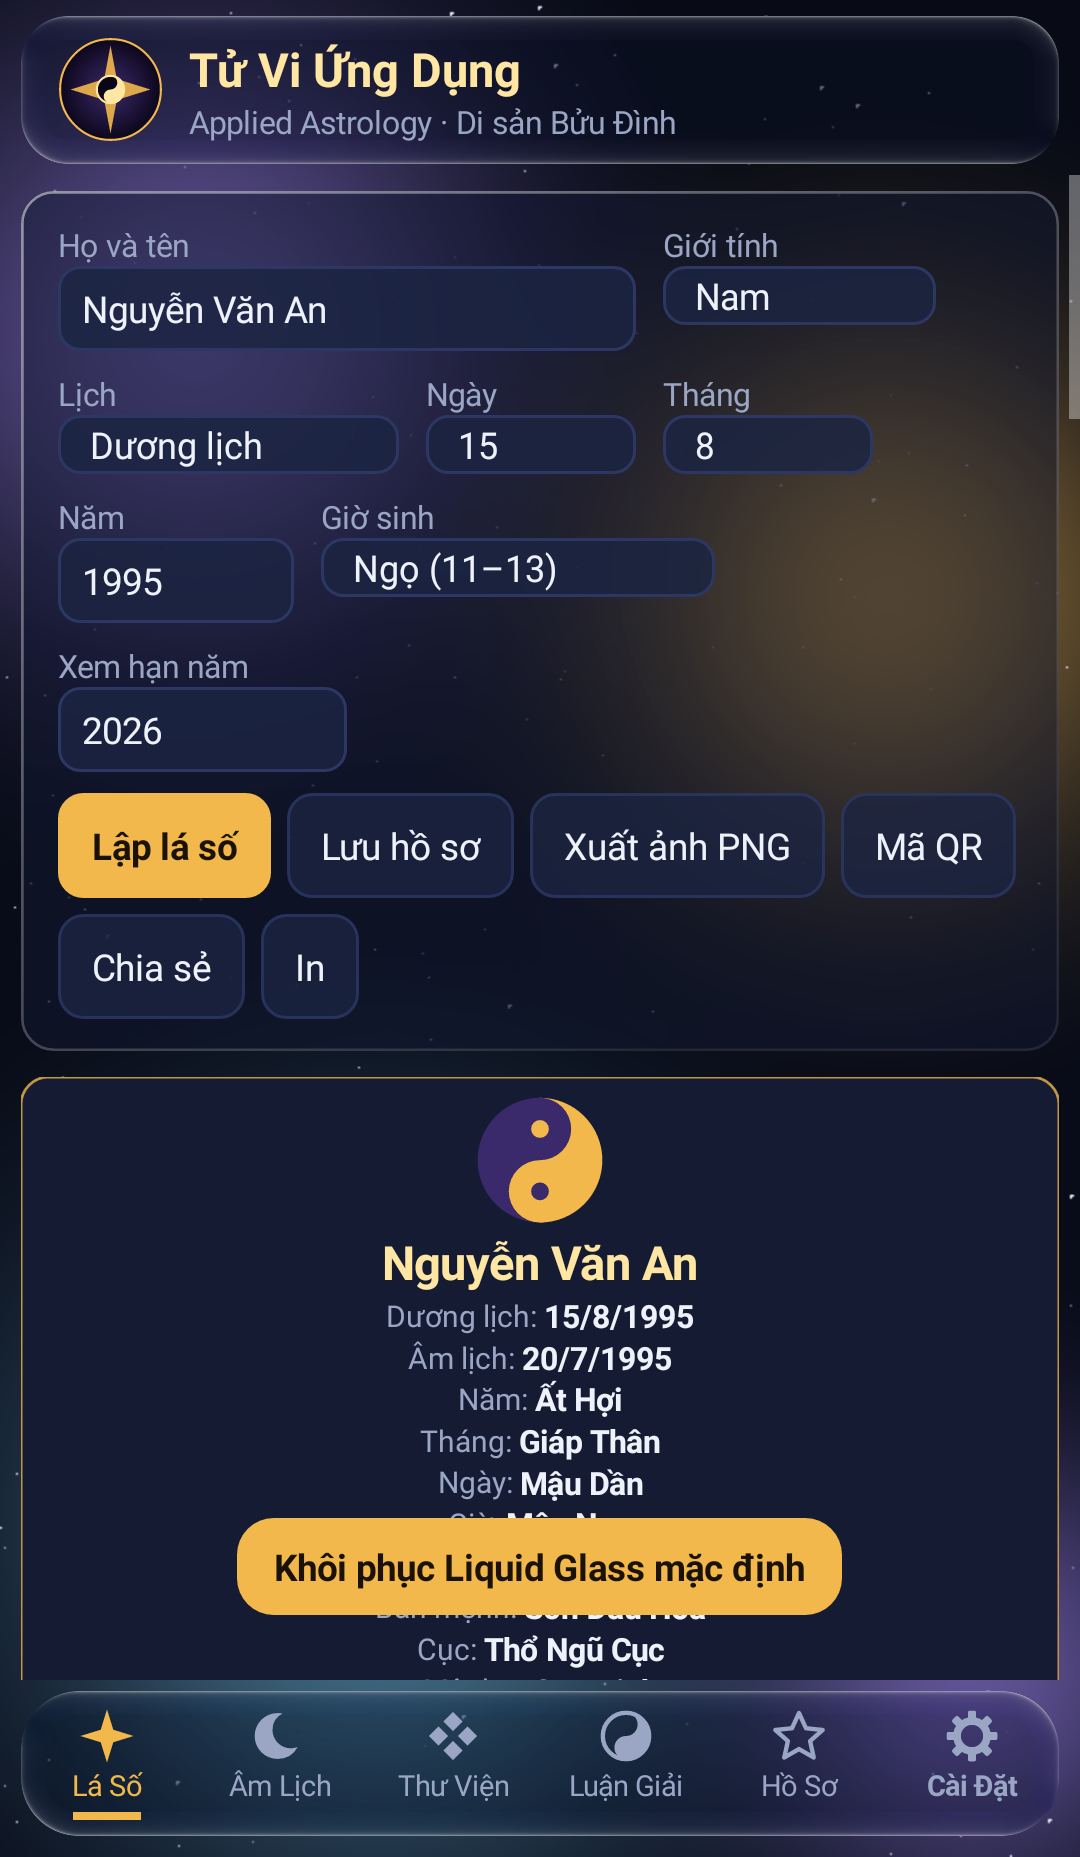 Tử Vi Ứng Dụng
Applied Astrology · Di sản Bửu Đình
Họ và tên Giới tính
Nguyễn Văn An Nam
Lịch Ngày Tháng
Dương lịch 15 8
Năm Giờ sinh
1995 Ngọ (11–13)
Xem hạn năm
2026
Lập lá số Lưu hồ sơ Xuất ảnh PNG Mã QR
Chia sẻ In
Nguyễn Văn An
Dương lịch: 15/8/1995
Âm lịch: 20/7/1995
Năm: Ất Hợi
Tháng: Giáp Thân
Ngày: Mậu Dần
Khôi phục Liquid Glass mặc định
Cục: Thổ Ngũ Cục
Lá Số Âm Lịch Thư Viện Luận Giải Hồ Sơ Cài Đặt